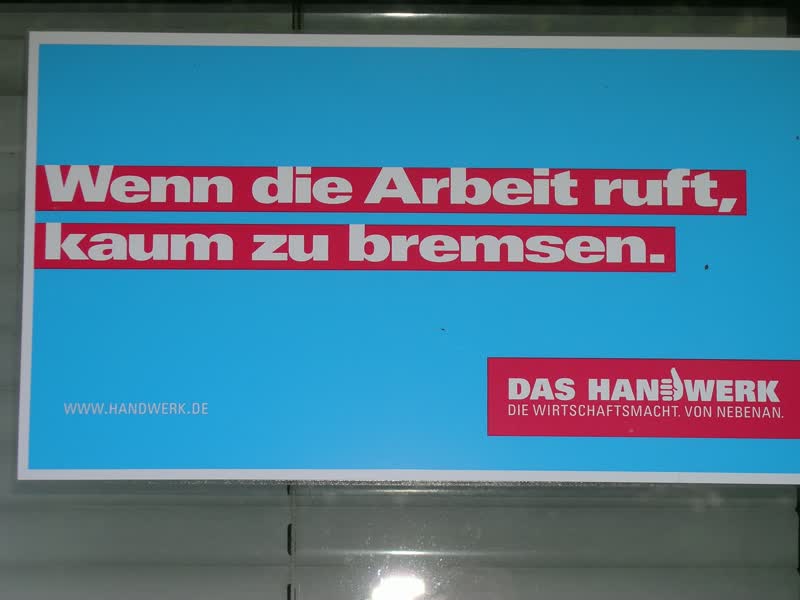 Wenn die Arbeit ruft,
kaum zu bremsen.
WWW.HANDWERK.DE
DAS HANDWERK
DIE WIRTSCHAFTSMACHT. VON NEBENAN.